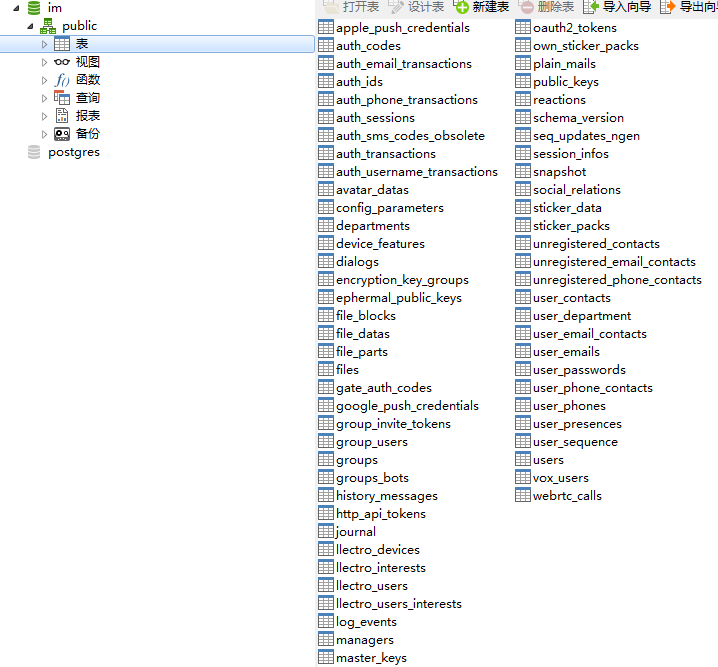 im
public
表
视图
f() 函数
查询
报表
备份
postgres
打开表 设计表 新建表 删除表 导入向导 导出向导
apple_push_credentials
auth_codes
auth_email_transactions
auth_ids
auth_phone_transactions
auth_sessions
auth_sms_codes_obsolete
auth_transactions
auth_username_transactions
avatar_datas
config_parameters
departments
device_features
dialogs
encryption_key_groups
ephermal_public_keys
file_blocks
file_datas
file_parts
files
gate_auth_codes
google_push_credentials
group_invite_tokens
group_users
groups
groups_bots
history_messages
http_api_tokens
journal
llectro_devices
llectro_interests
llectro_users
llectro_users_interests
log_events
managers
master_keys
oauth2_tokens
own_sticker_packs
plain_mails
public_keys
reactions
schema_version
seq_updates_ngen
session_infos
snapshot
social_relations
sticker_data
sticker_packs
unregistered_contacts
unregistered_email_contacts
unregistered_phone_contacts
user_contacts
user_department
user_email_contacts
user_emails
user_passwords
user_phone_contacts
user_phones
user_presences
user_sequence
users
vox_users
webrtc_calls